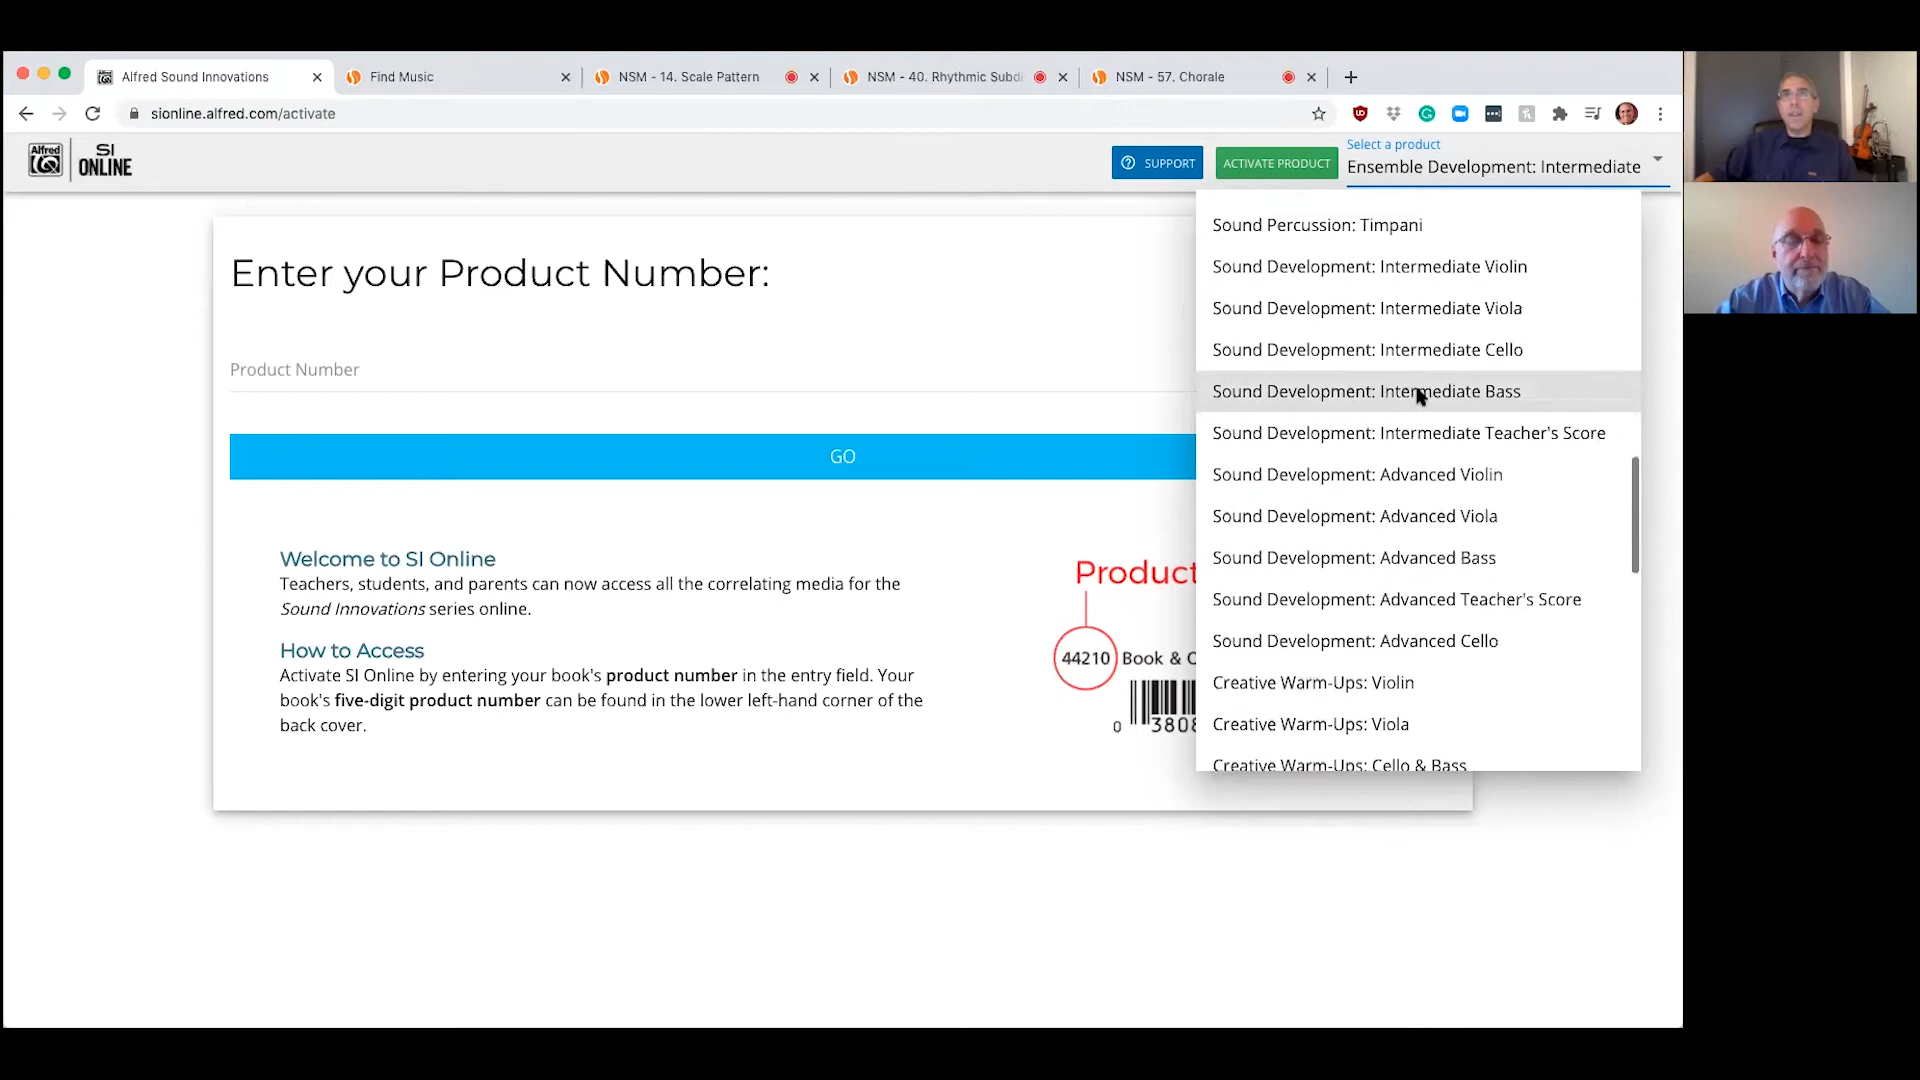 Alfred Sound Innovations
Find Music
NSM - 14. Scale Pattern
NSM - 40. Rhythmic Subdi
NSM - 57. Chorale
sionline.alfred.com/activate
Alfred
SI
ONLINE
SUPPORT
ACTIVATE PRODUCT
Select a product
Ensemble Development: Intermediate
Sound Percussion: Timpani
Sound Development: Intermediate Violin
Sound Development: Intermediate Viola
Sound Development: Intermediate Cello
Sound Development: Intermediate Bass
Sound Development: Intermediate Teacher's Score
Sound Development: Advanced Violin
Sound Development: Advanced Viola
Sound Development: Advanced Bass
Sound Development: Advanced Teacher's Score
Sound Development: Advanced Cello
Creative Warm-Ups: Violin
Creative Warm-Ups: Viola
Creative Warm-Ups: Cello & Bass
Enter your Product Number:
Product Number
GO
Welcome to SI Online
Teachers, students, and parents can now access all the correlating media for the
Sound Innovations series online.
How to Access
Activate SI Online by entering your book's product number in the entry field. Your
book's five-digit product number can be found in the lower left-hand corner of the
back cover.
Product
44210 Book & C
0 3808